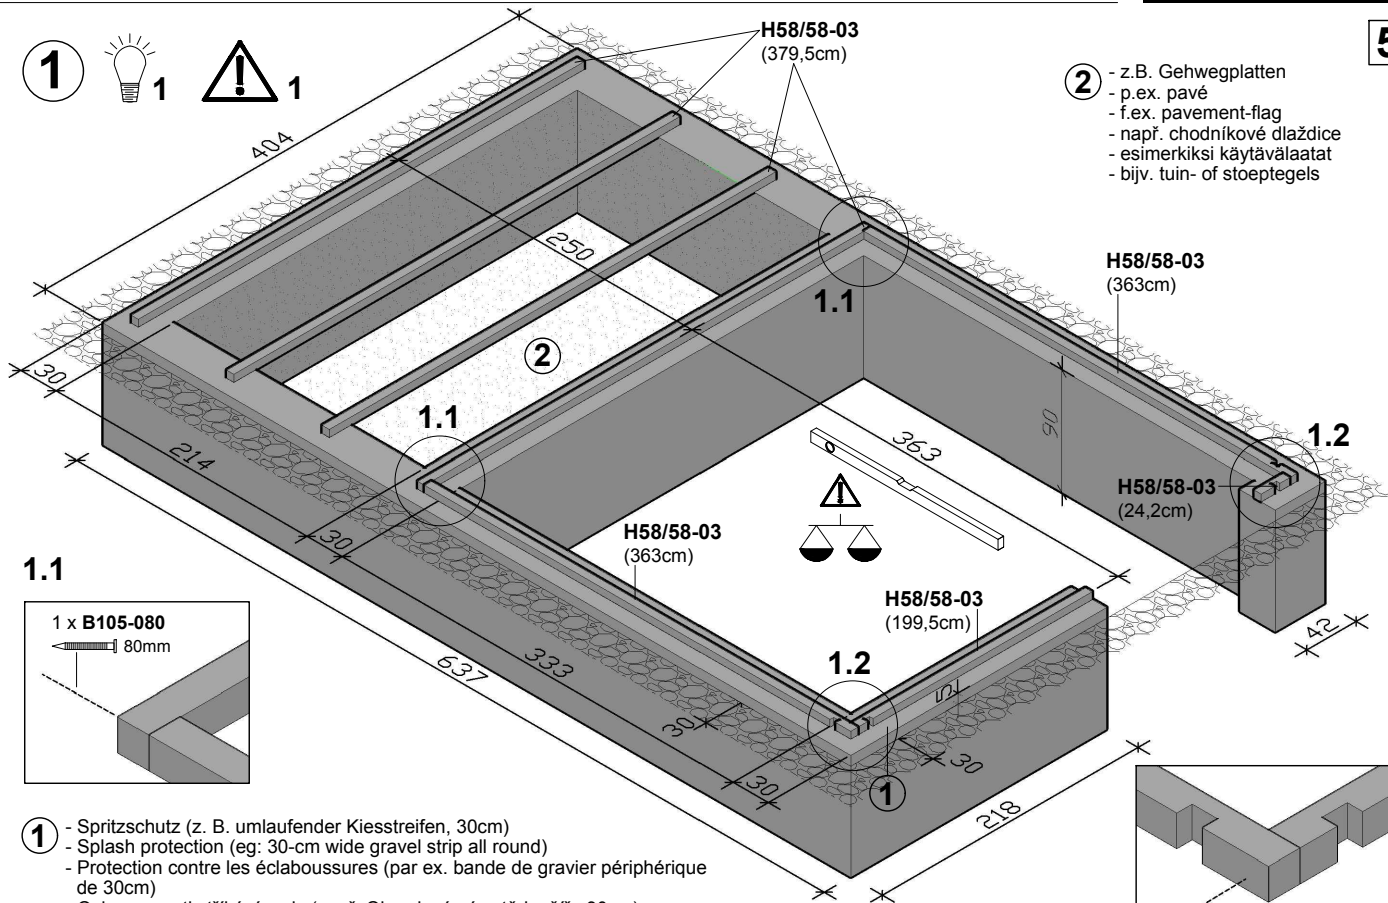 1
1
1
H58/58-03
(379,5cm)
2
- z.B. Gehwegplatten
- p.ex. pavé
- f.ex. pavement-flag
- např. chodníkové dlaždice
- esimerkiksi käytävälaatat
- bijv. tuin- of stoeptegels
404
250
H58/58-03
(363cm)
1.1
2
30
1.1
214
363
90
1.2
H58/58-03
(24,2cm)
30
H58/58-03
(363cm)
H58/58-03
(199,5cm)
42
1.1
1 x B105-080
80mm
637
333
1.2
5
30
30
30
1
218
1
- Spritzschutz (z. B. umlaufender Kiesstreifen, 30cm)
- Splash protection (eg: 30-cm wide gravel strip all round)
- Protection contre les éclaboussures (par ex. bande de gravier périphérique
de 30cm)